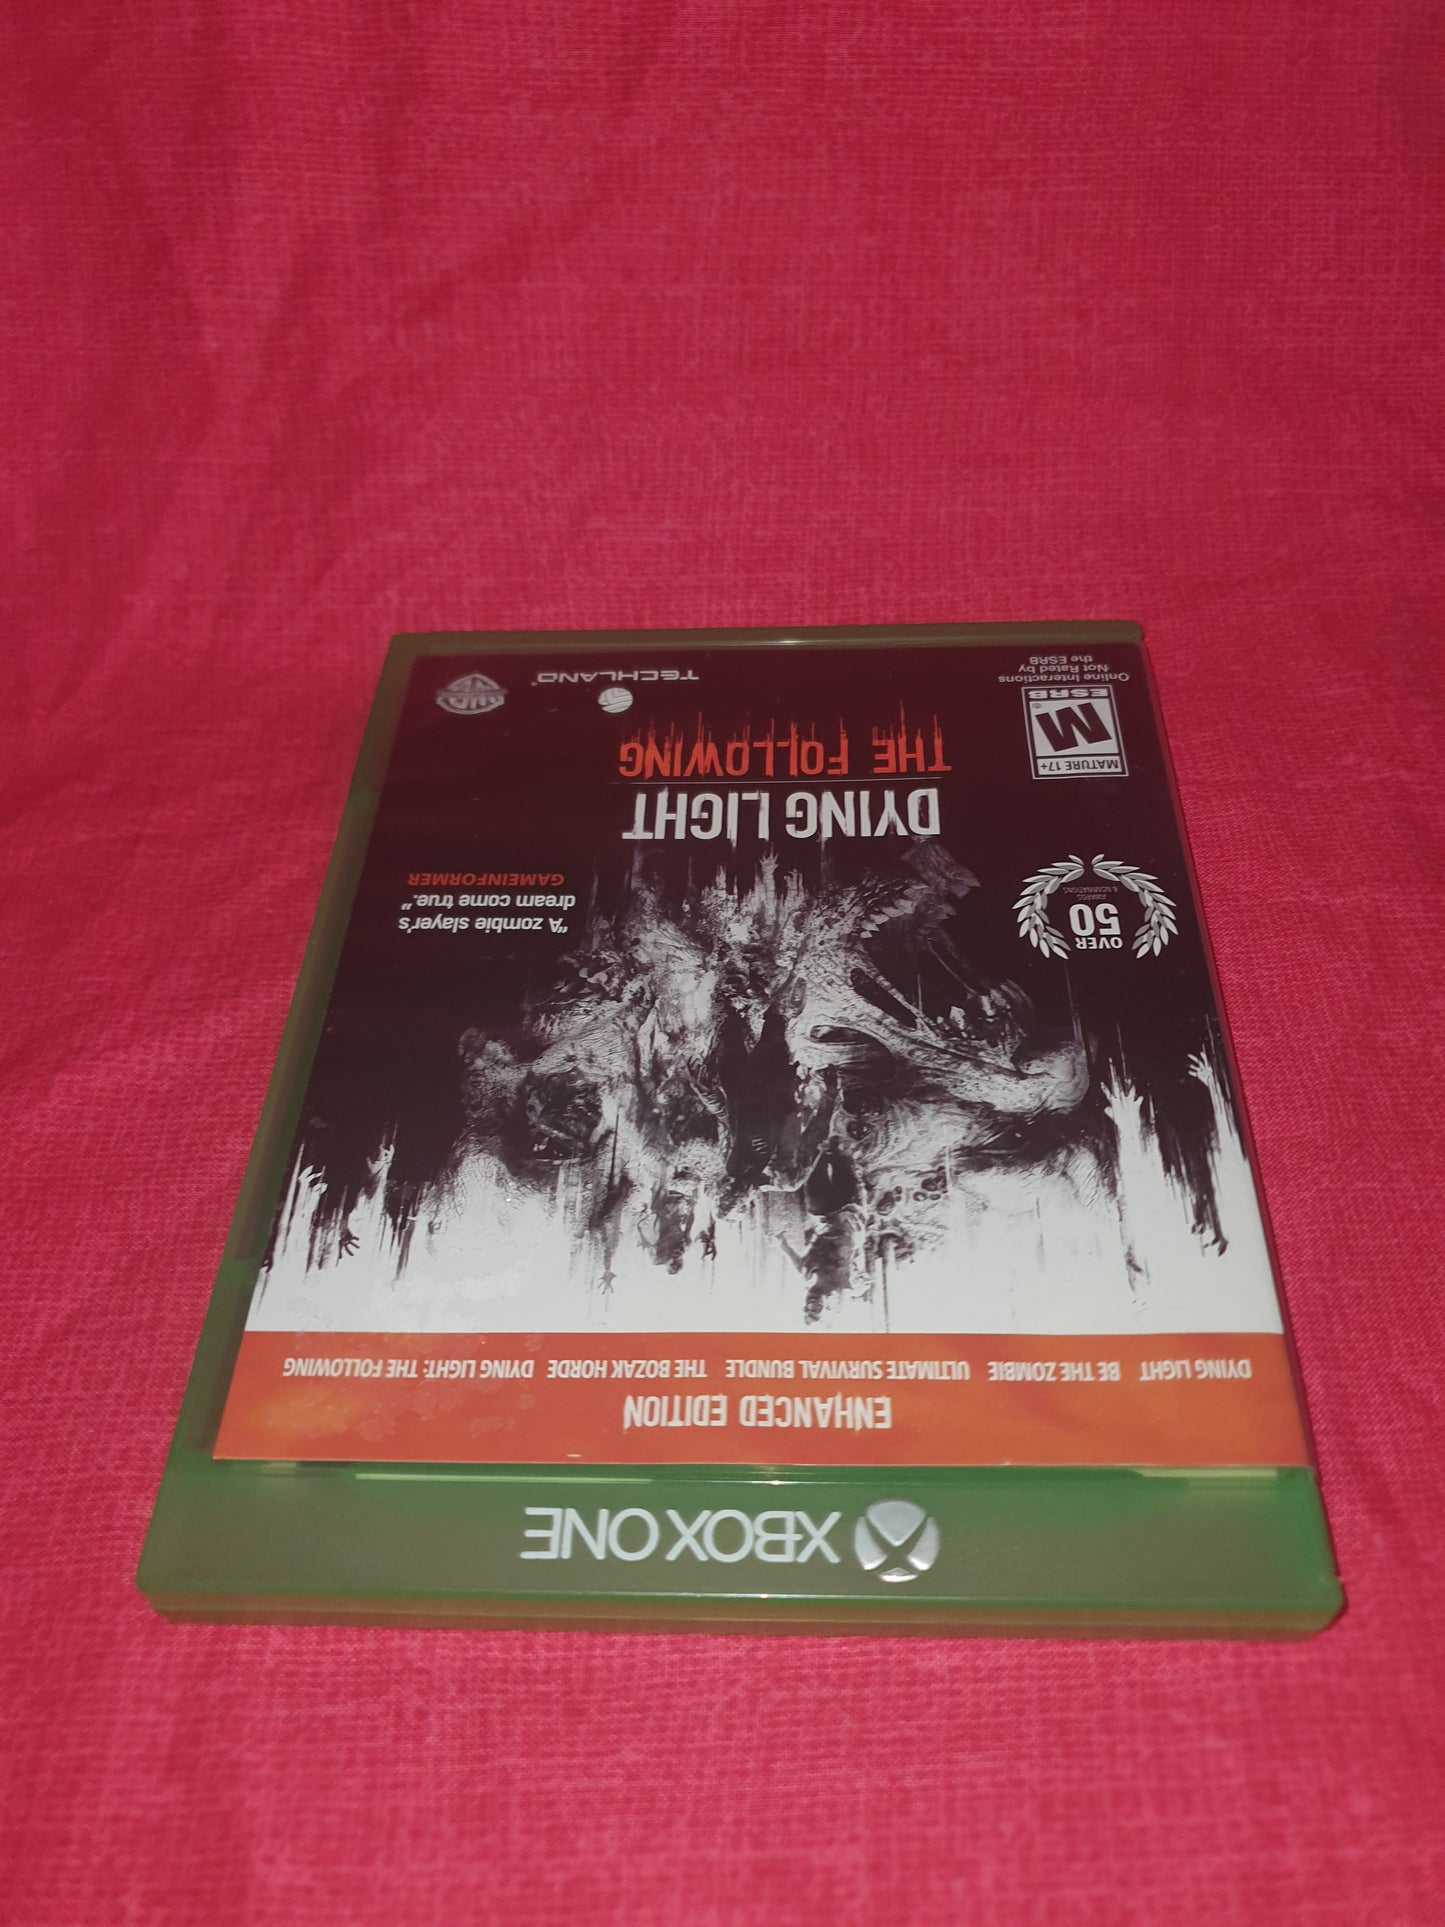 XBOX ONE
ENHANCED EDITION
DYING LIGHT BE THE ZOMBIE ULTIMATE SURVIVAL BUNDLE THE BOZAK HORDE DYING LIGHT: THE FOLLOWING
OVER
50
AWARDS
& NOMINATIONS
"A zombie slayer's
dream come true."
GAMEINFORMER
DYING LIGHT
THE FOLLOWING
MATURE 17+
M®
ESRB
Online Interactions
Not Rated by
the ESRB
TECHLAND®